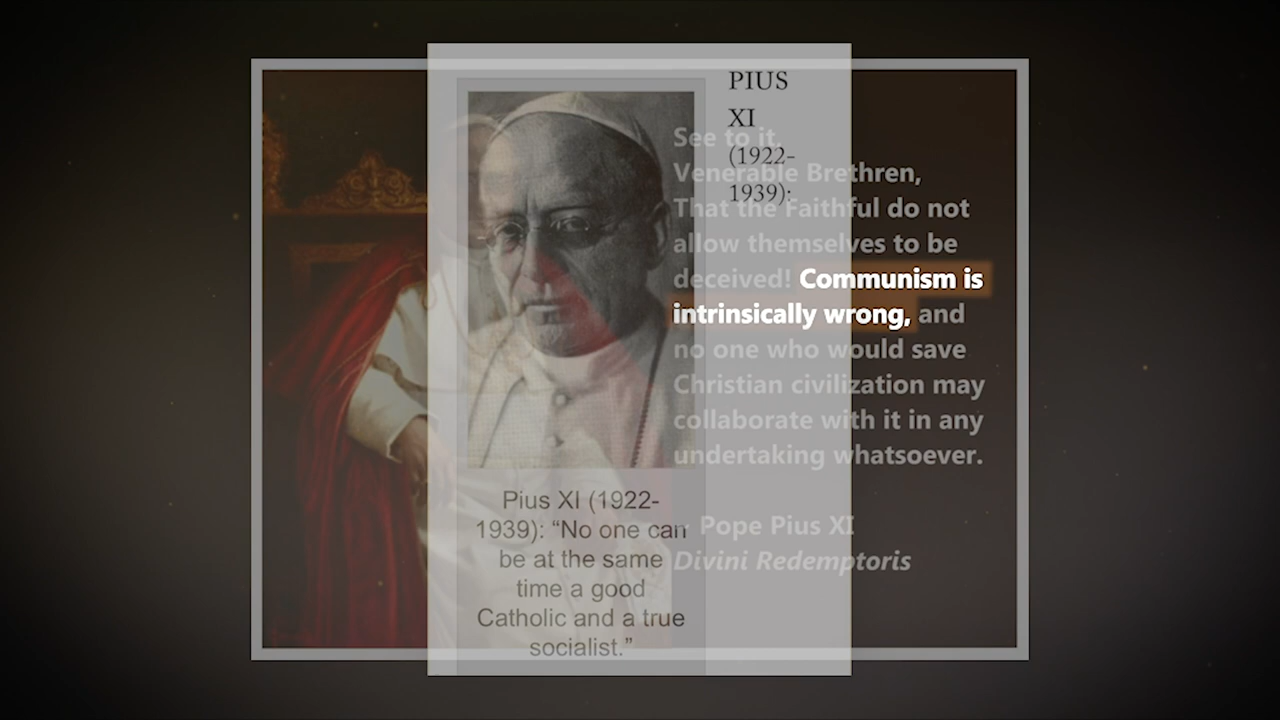 PIUS
XI
(1922-
1939):
Pius XI (1922-
1939): “No one can
be at the same
time a good
Catholic and a true
socialist.”
See to it,
Venerable Brethren,
That the Faithful do not
allow themselves to be
deceived! Communism is
intrinsically wrong, and
no one who would save
Christian civilization may
collaborate with it in any
undertaking whatsoever.
- Pope Pius XI
Divini Redemptoris